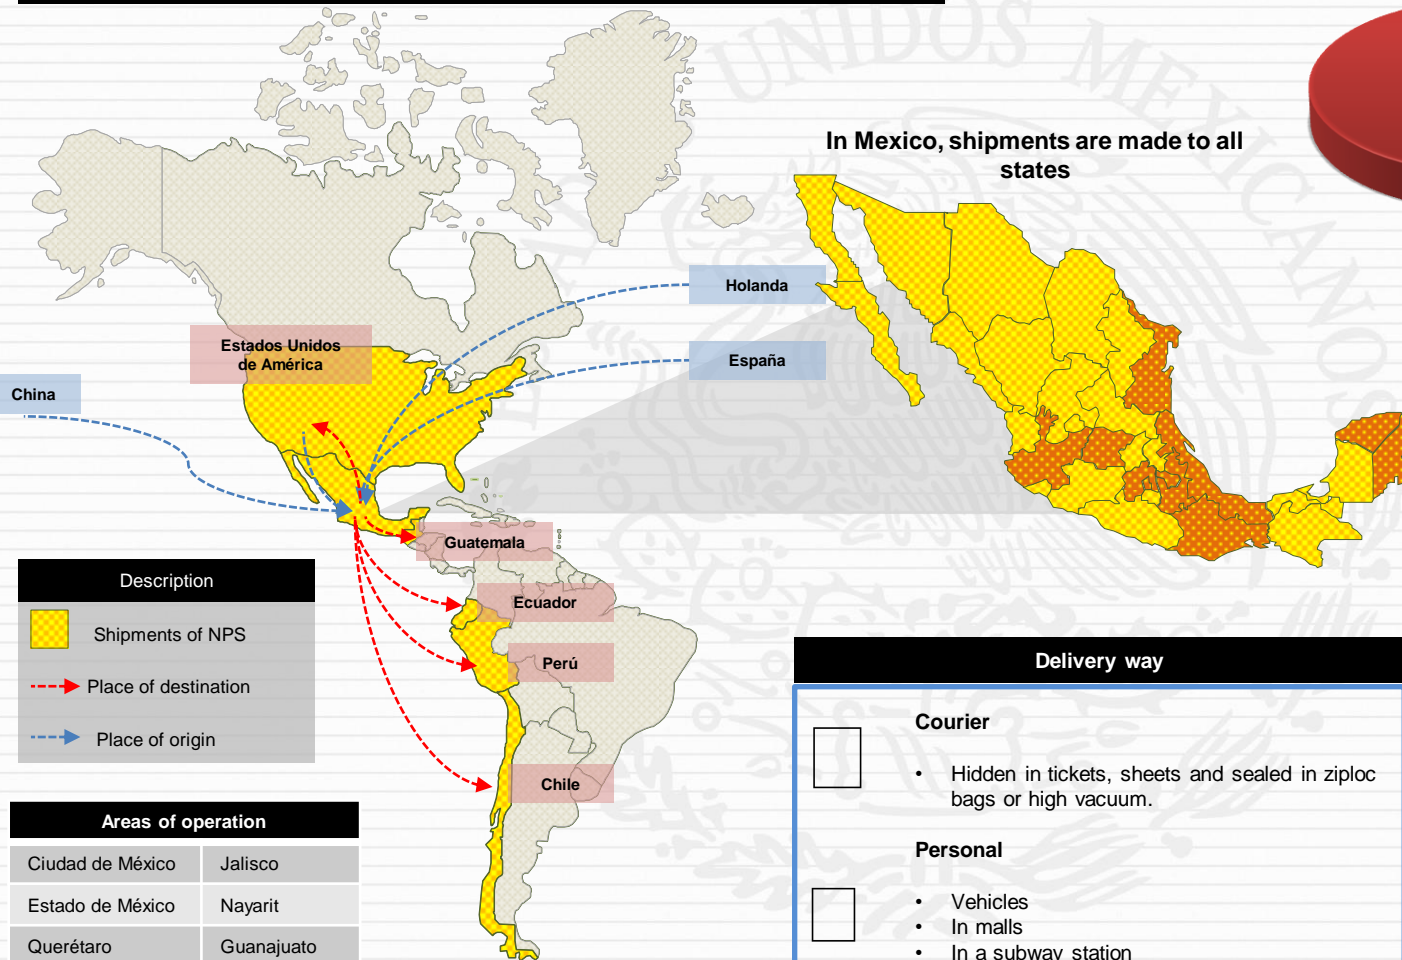 In Mexico, shipments are made to all
states
Holanda
Estados Unidos
de América
España
China
Guatemala
Ecuador
Perú
Chile
Description
Shipments of NPS
Place of destination
Place of origin
Areas of operation
Ciudad de México Jalisco
Estado de México Nayarit
Querétaro Guanajuato
Delivery way
Courier
• Hidden in tickets, sheets and sealed in ziploc
bags or high vacuum.
Personal
• Vehicles
• In malls
• In a subway station
UNIDOS MEXICANOS